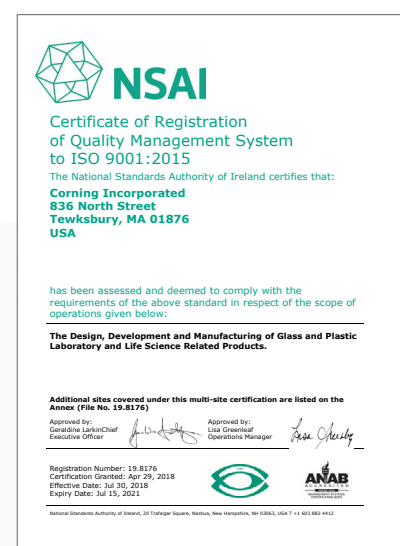 NSAI
Certificate of Registration
of Quality Management System
to ISO 9001:2015
The National Standards Authority of Ireland certifies that:
Corning Incorporated
836 North Street
Tewksbury, MA 01876
USA
has been assessed and deemed to comply with the
requirements of the above standard in respect of the scope of
operations given below:
The Design, Development and Manufacturing of Glass and Plastic
Laboratory and Life Science Related Products.
Additional sites covered under this multi-site certification are listed on the
Annex (File No. 19.8176)
Approved by:
Geraldine LarkinChief
Executive Officer
Approved by:
Lisa Greenleaf
Operations Manager
Registration Number: 19.8176
Certification Granted: Apr 29, 2018
Effective Date: Jul 30, 2018
Expiry Date: Jul 15, 2021
ANAB
ACCREDITED
MANAGEMENT SYSTEMS
CERTIFICATION BODY
National Standards Authority of Ireland, 20 Trafalgar Square, Nashua, New Hampshire, NH 03063, USA T +1 603 882 4412